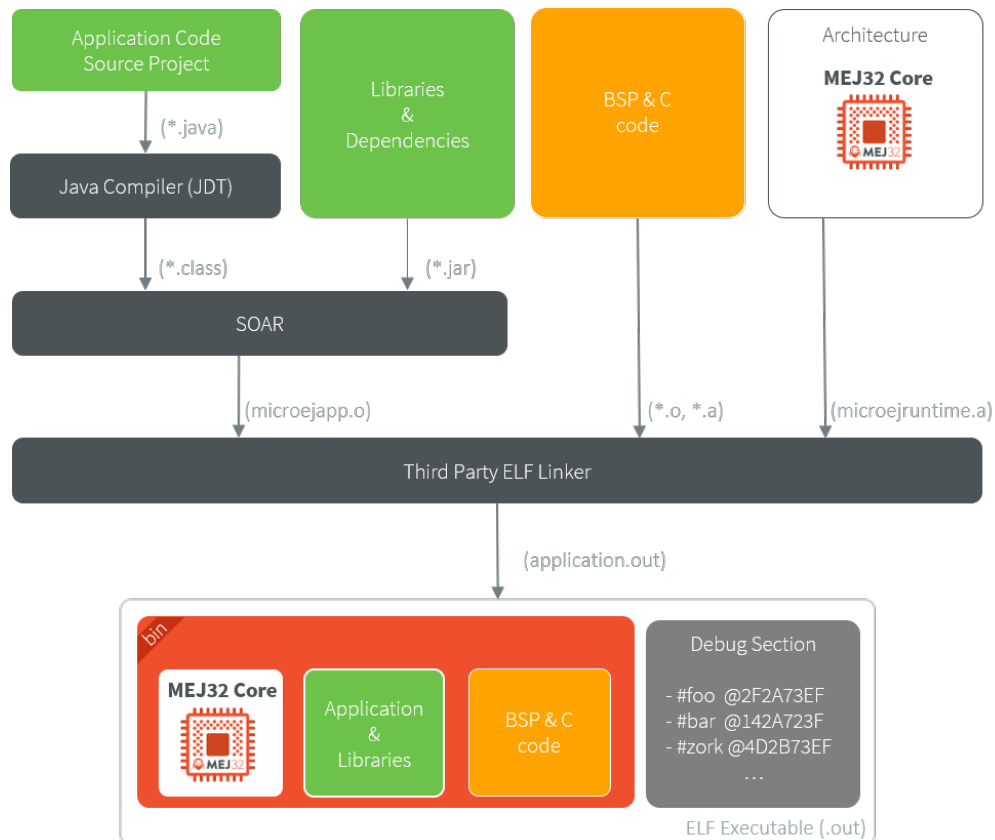 Application Code
Source Project
Libraries
&
Dependencies
BSP & C
code
Architecture
MEJ32 Core
MEJ32
(*.java)
Java Compiler (JDT)
(*.class)
(*.jar)
SOAR
(microejapp.o)
(*.o, *.a)
(microejruntime.a)
Third Party ELF Linker
(application.out)
bin
MEJ32 Core
MEJ32
Application
&
Libraries
BSP & C
code
Debug Section
- #foo @2F2A73EF
- #bar @142A723F
- #zork @4D2B73EF
...
ELF Executable (.out)